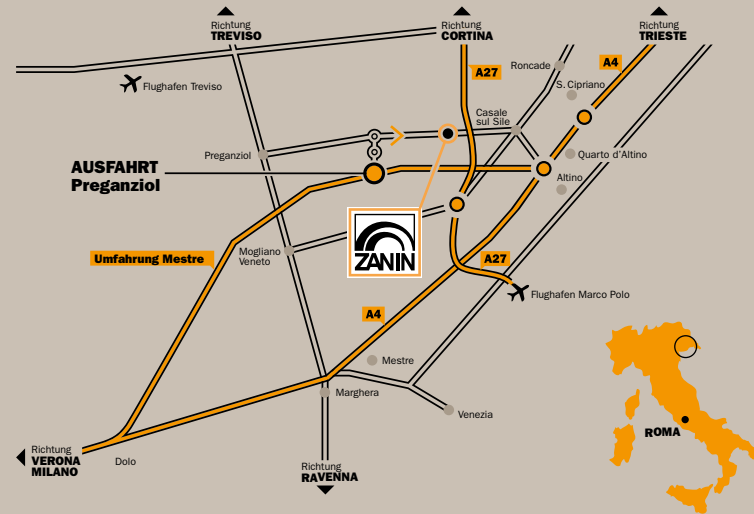 Richtung
TREVISO
Richtung
CORTINA
Richtung
TRIESTE
A27
Roncade
A4
Flughafen Treviso
S. Cipriano
Casale
sul Sile
Preganziol
Quarto d'Altino
AUSFAHRT
Preganziol
Altino
ZANIN
Umfahrung Mestre
Mogliano
Veneto
A27
Flughafen Marco Polo
A4
Mestre
Marghera
Venezia
ROMA
Richtung
VERONA
MILANO
Dolo
Richtung
RAVENNA